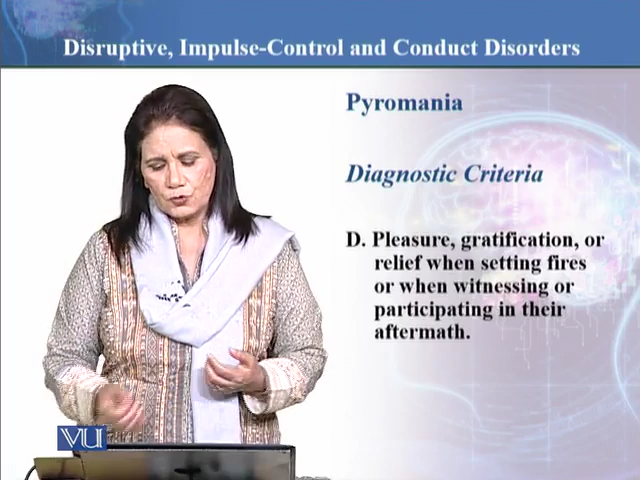 Disruptive, Impulse-Control and Conduct Disorders
Pyromania
Diagnostic Criteria
D. Pleasure, gratification, or
relief when setting fires
or when witnessing or
participating in their
aftermath.
VU